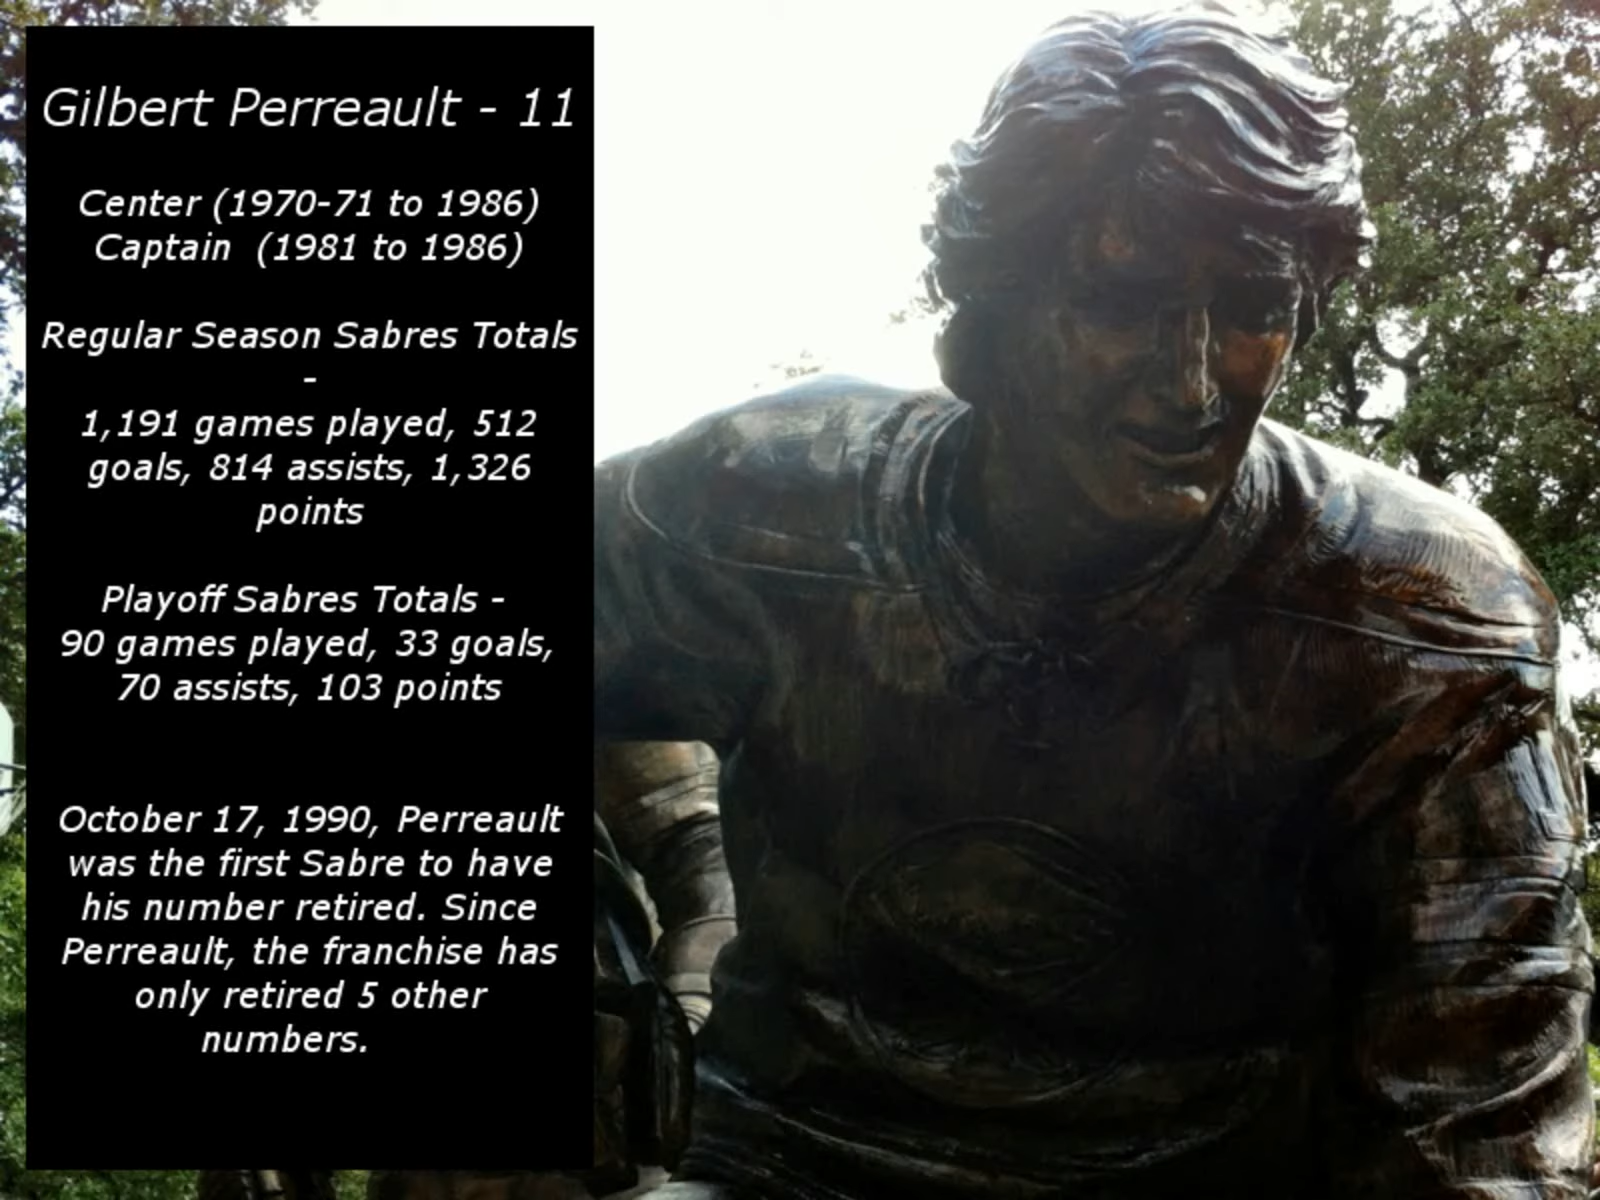 Gilbert Perreault - 11
Center (1970-71 to 1986)
Captain (1981 to 1986)
Regular Season Sabres Totals
-
1,191 games played, 512
goals, 814 assists, 1,326
points
Playoff Sabres Totals -
90 games played, 33 goals,
70 assists, 103 points
October 17, 1990, Perreault
was the first Sabre to have
his number retired. Since
Perreault, the franchise has
only retired 5 other
numbers.